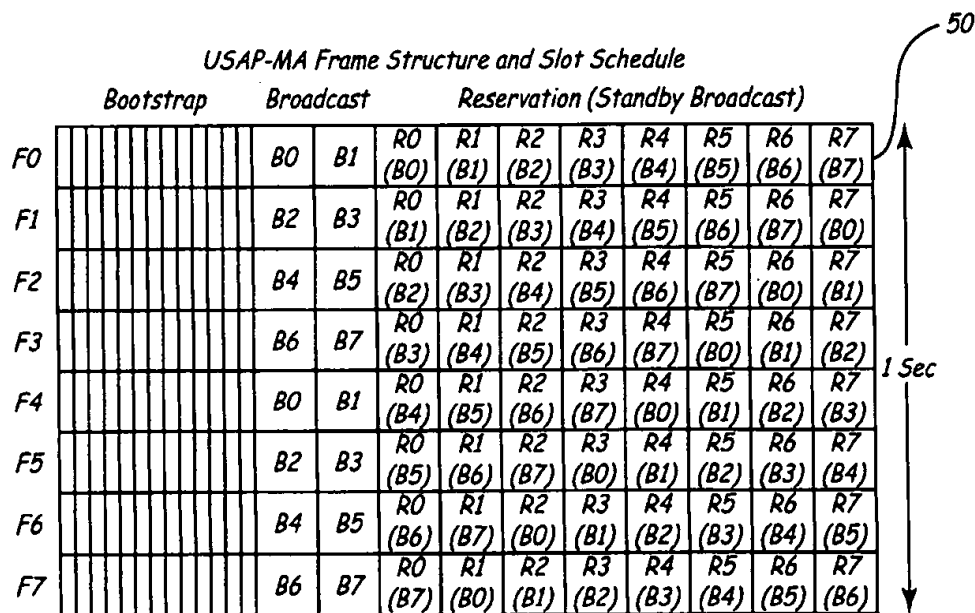 50
USAP-MA Frame Structure and Slot Schedule
Bootstrap Broadcast Reservation (Standby Broadcast)
F0 B0 B1 R0 R1 R2 R3 R4 R5 R6 R7
(B0) (B1) (B2) (B3) (B4) (B5) (B6) (B7)
F1 B2 B3 R0 R1 R2 R3 R4 R5 R6 R7
(B1) (B2) (B3) (B4) (B5) (B6) (B7) (B0)
F2 B4 B5 R0 R1 R2 R3 R4 R5 R6 R7
(B2) (B3) (B4) (B5) (B6) (B7) (B0) (B1)
F3 B6 B7 R0 R1 R2 R3 R4 R5 R6 R7
(B3) (B4) (B5) (B6) (B7) (B0) (B1) (B2)
1 Sec
F4 B0 B1 R0 R1 R2 R3 R4 R5 R6 R7
(B4) (B5) (B6) (B7) (B0) (B1) (B2) (B3)
F5 B2 B3 R0 R1 R2 R3 R4 R5 R6 R7
(B5) (B6) (B7) (B0) (B1) (B2) (B3) (B4)
F6 B4 B5 R0 R1 R2 R3 R4 R5 R6 R7
(B6) (B7) (B0) (B1) (B2) (B3) (B4) (B5)
F7 B6 B7 R0 R1 R2 R3 R4 R5 R6 R7
(B7) (B0) (B1) (B2) (B3) (B4) (B5) (B6)